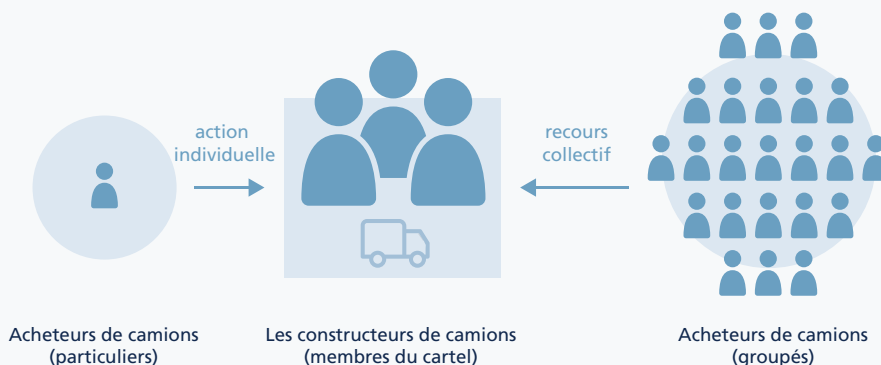 action
individuelle
recours
collectif
Acheteurs de camions
(particuliers)
Les constructeurs de camions
(membres du cartel)
Acheteurs de camions
(groupés)